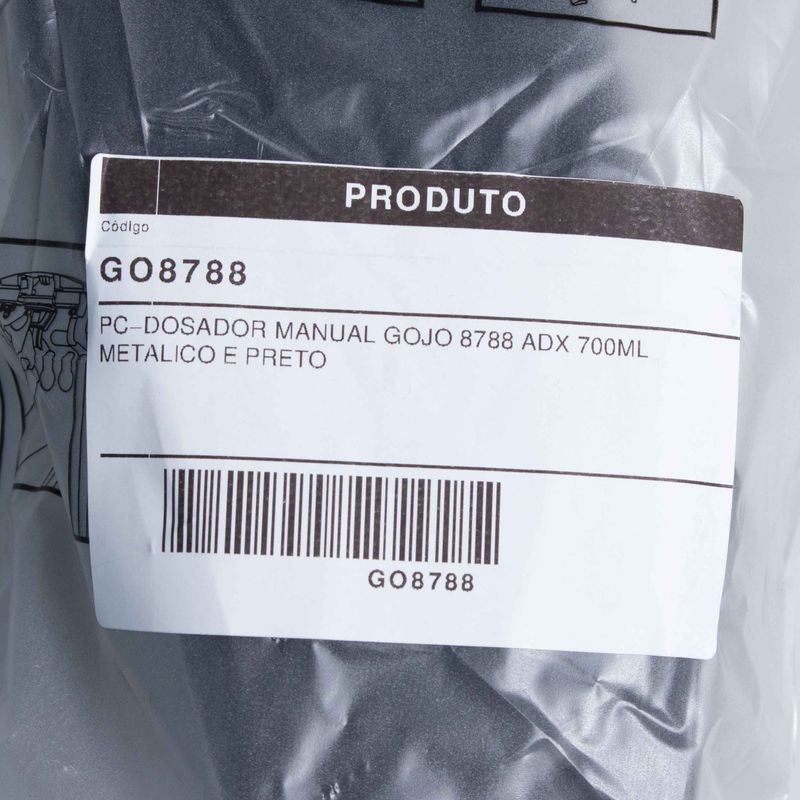 PRODUTO
Código
GO8788
PC-DOSADOR MANUAL GOJO 8788 ADX 700ML
METALICO E PRETO
GO8788